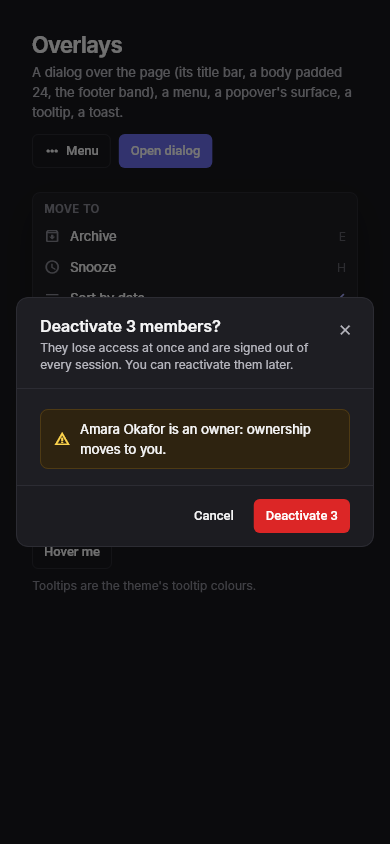 Overlays
A dialog over the page (its title bar, a body padded
24, the footer band), a menu, a popover's surface, a
tooltip, a toast.
Menu
Open dialog
MOVE TO
Archive
E
Snooze
H
Sort by date
Deactivate 3 members?
They lose access at once and are signed out of
every session. You can reactivate them later.
Amara Okafor is an owner: ownership
moves to you.
Cancel
Deactivate 3
Hover me
Tooltips are the theme's tooltip colours.